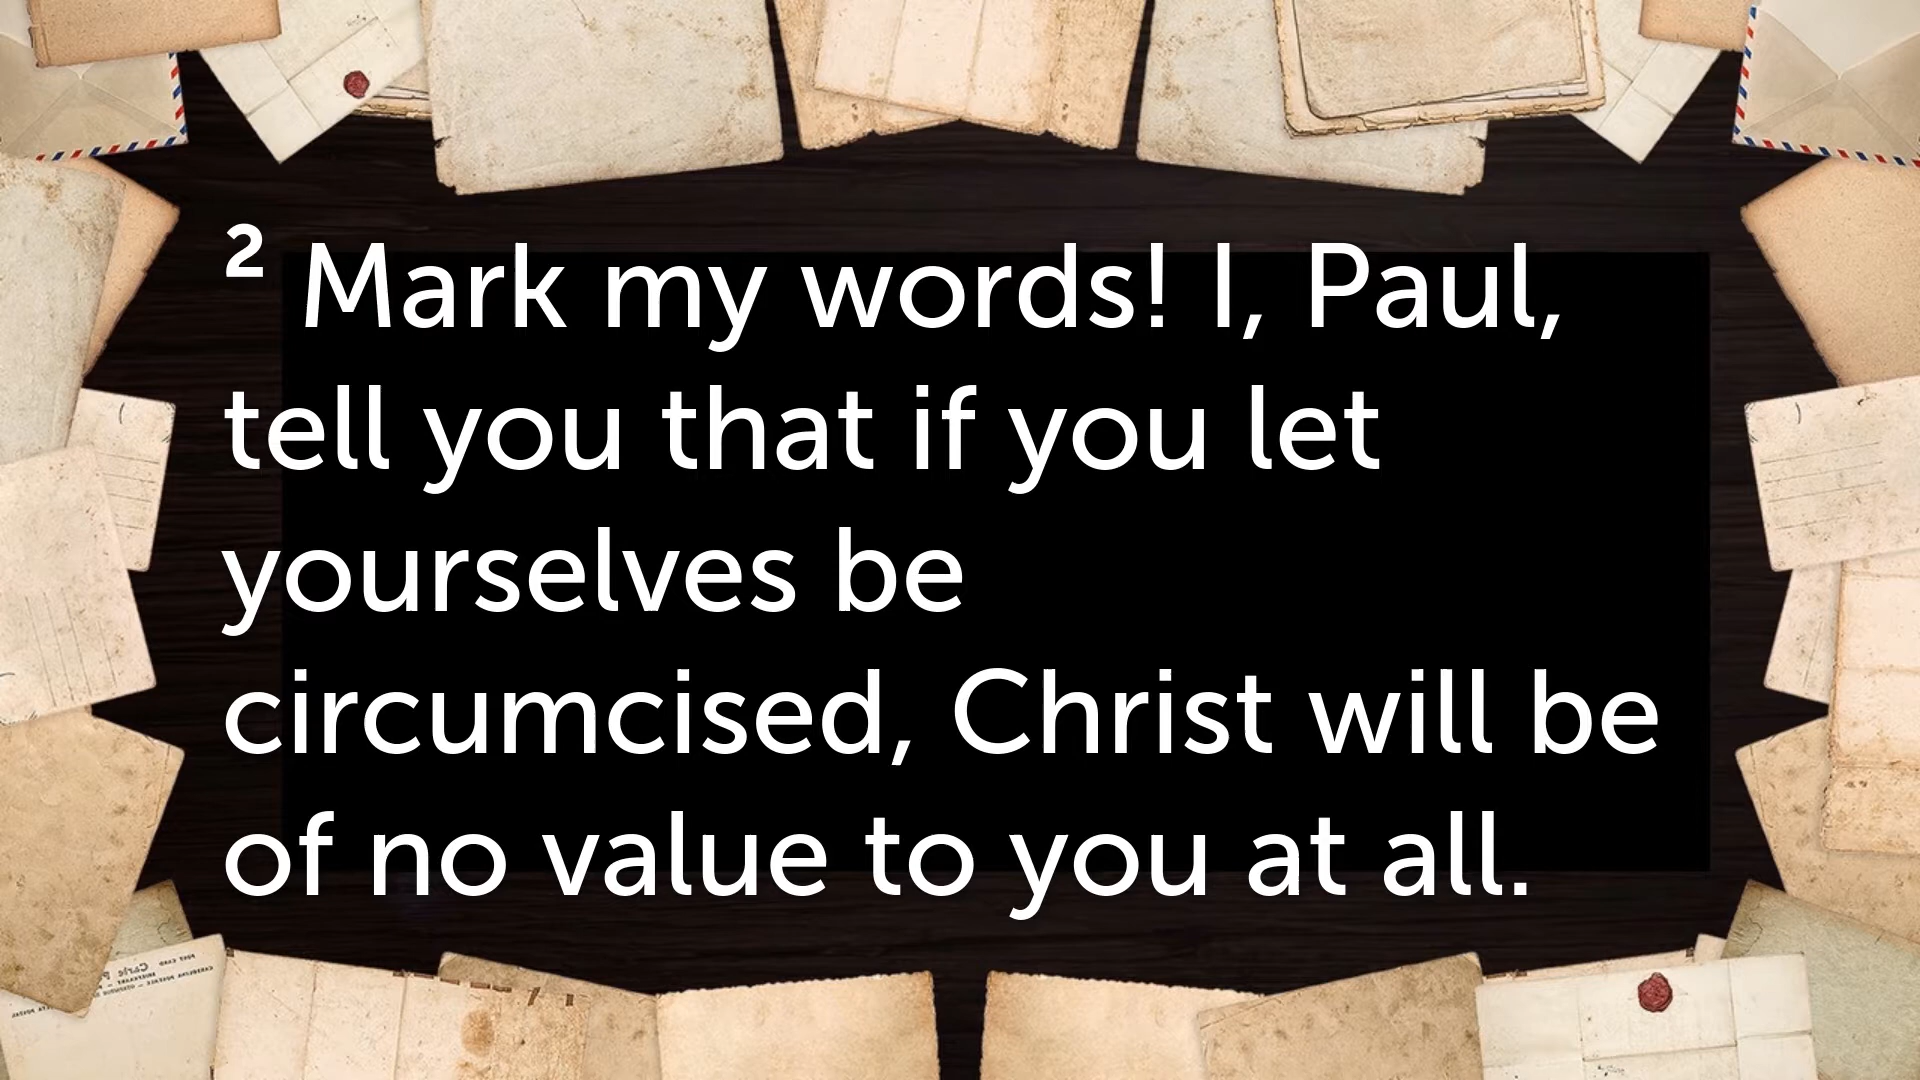 ² Mark my words! I, Paul,
tell you that if you let
yourselves be
circumcised, Christ will be
of no value to you at all.